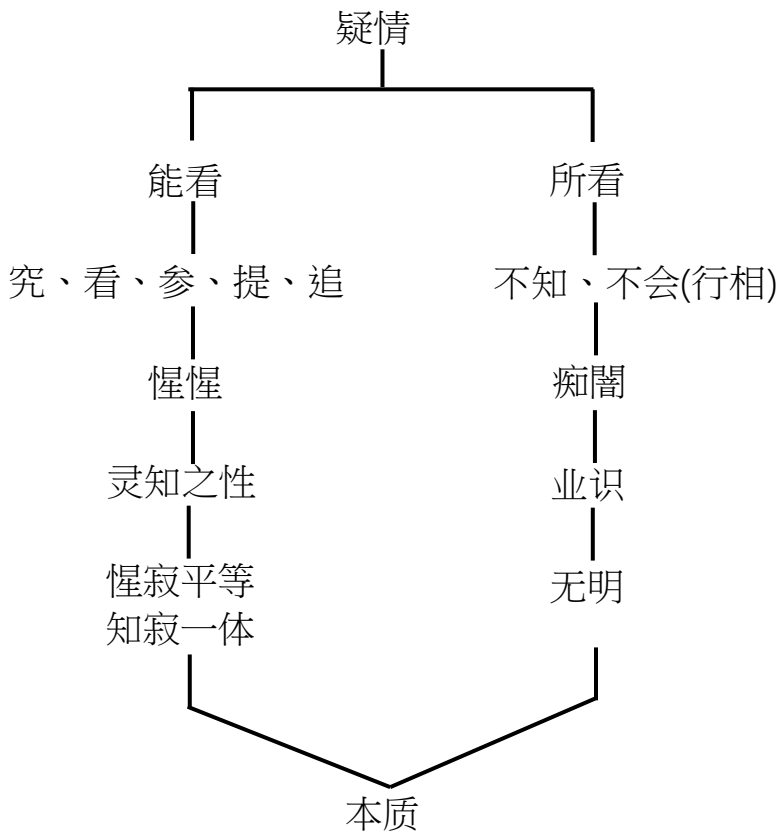 疑情
能看
所看
究、看、参、提、追
不知、不会(行相)
惺惺
痴闇
灵知之性
业识
惺寂平等
知寂一体
无明
本质